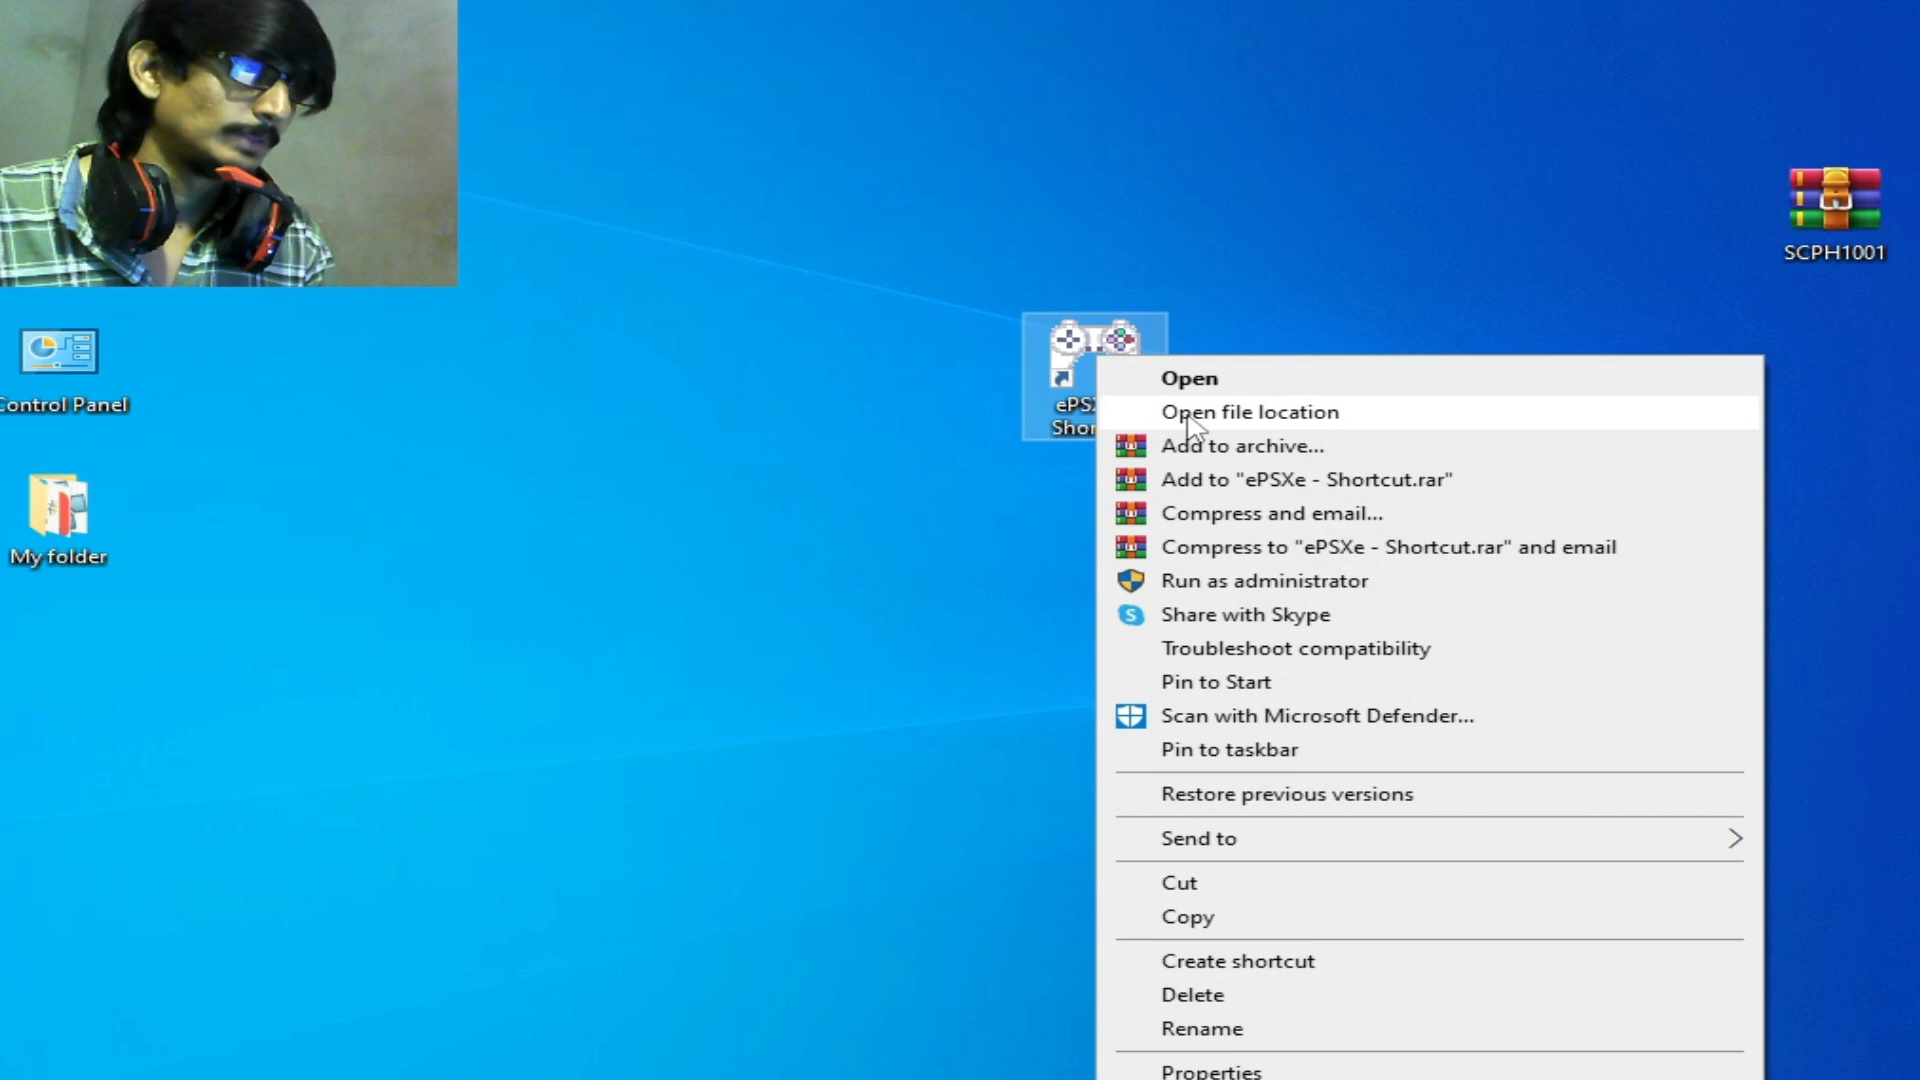 SCPH1001
Control Panel
My folder
Open
Open file location
Add to archive...
Add to "ePSXe - Shortcut.rar"
Compress and email...
Compress to "ePSXe - Shortcut.rar" and email
Run as administrator
Share with Skype
Troubleshoot compatibility
Pin to Start
Scan with Microsoft Defender...
Pin to taskbar
Restore previous versions
Send to
Cut
Copy
Create shortcut
Delete
Rename
Properties